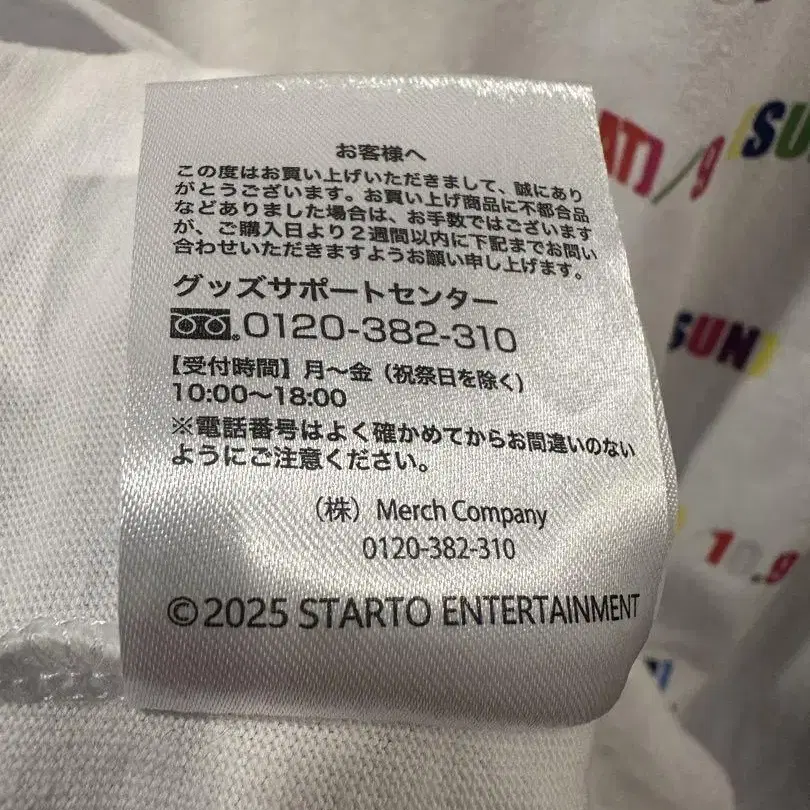 お客様へ
この度はお買い上げいただきまして、誠にあり
がとうございます。お買い上げ商品に不都合品
などありました場合は、お手数ではございます
が、ご購入日より2週間以内に下記までお問い
合わせいただきますようお願い申し上げます。
グッズサポートセンター
0120-382-310
【受付時間】月〜金（祝祭日を除く）
10:00〜18:00
※電話番号はよく確かめてからお間違いのない
ようにご注意ください。
（株）Merch Company
0120-382-310
©2025 STARTO ENTERTAINMENT
AT) / 9 (SU
SUN
10.9